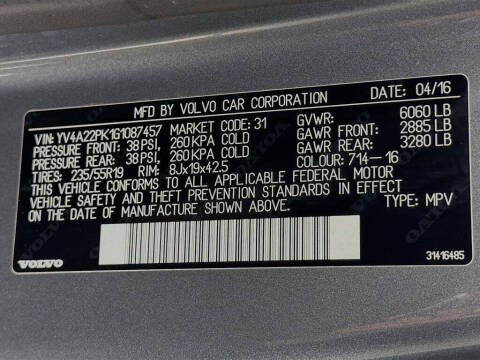 MFD BY VOLVO CAR CORPORATION DATE: 04/16
VIN: YV4A22PK1G1087457 MARKET CODE: 31 GVWR: 6060 LB
PRESSURE FRONT: 38 PSI, 260 KPA COLD GAWR FRONT: 2885 LB
PRESSURE REAR: 38 PSI, 260 KPA COLD GAWR REAR: 3280 LB
TIRES: 235/55R19 RIM: 8Jx19x42.5 COLOUR: 714-16
THIS VEHICLE CONFORMS TO ALL APPLICABLE FEDERAL MOTOR
VEHICLE SAFETY AND THEFT PREVENTION STANDARDS IN EFFECT
ON THE DATE OF MANUFACTURE SHOWN ABOVE. TYPE: MPV
VOLVO 31416485